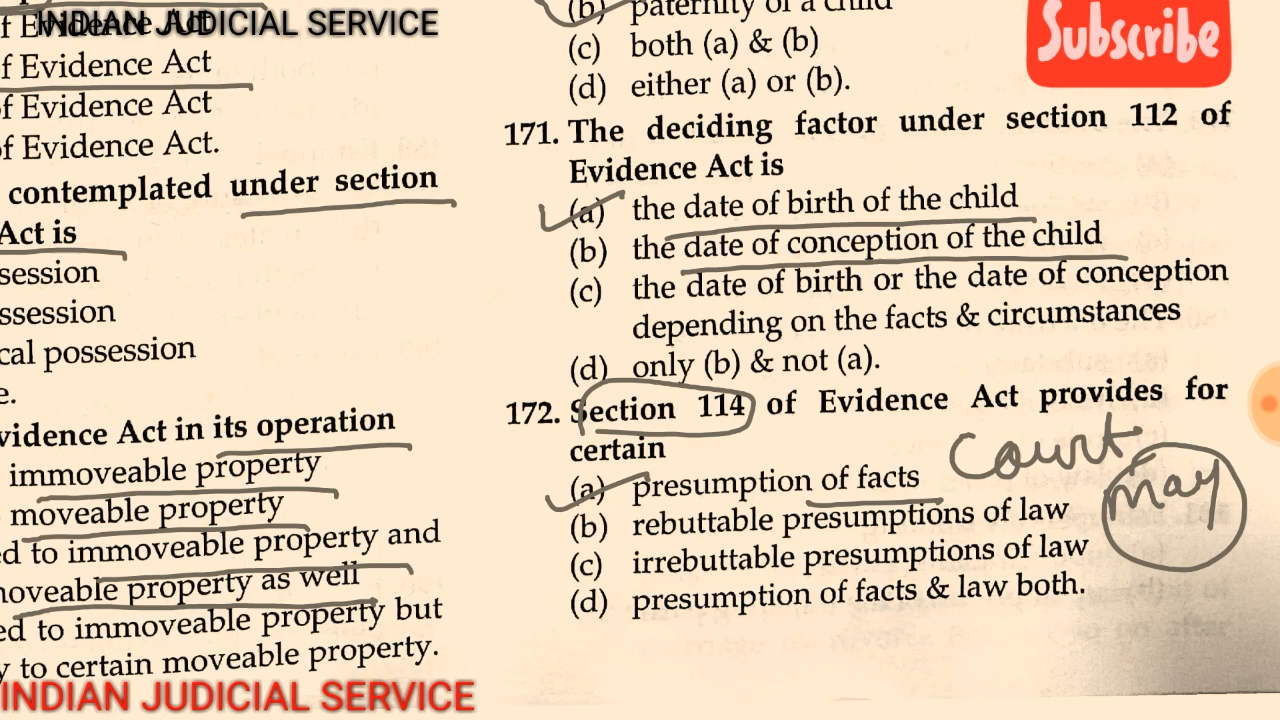 f Evidence Act
INDIAN JUDICIAL SERVICE
f Evidence Act
of Evidence Act
of Evidence Act.
contemplated under section
Act is
session
ssession
cal possession
e.
vidence Act in its operation
immoveable property
moveable property
ed to immoveable property and
noveable property as well
ed to immoveable property but
y to certain moveable property.
INDIAN JUDICIAL SERVICE
(b) paternity of a child
(c) both (a) & (b)
(d) either (a) or (b).
Subscribe
171. The deciding factor under section 112 of
Evidence Act is
(a) the date of birth of the child
(b) the date of conception of the child
(c) the date of birth or the date of conception
depending on the facts & circumstances
(d) only (b) & not (a).
172. Section 114 of Evidence Act provides for
certain
Court
may
(a) presumption of facts
(b) rebuttable presumptions of law
(c) irrebuttable presumptions of law
(d) presumption of facts & law both.